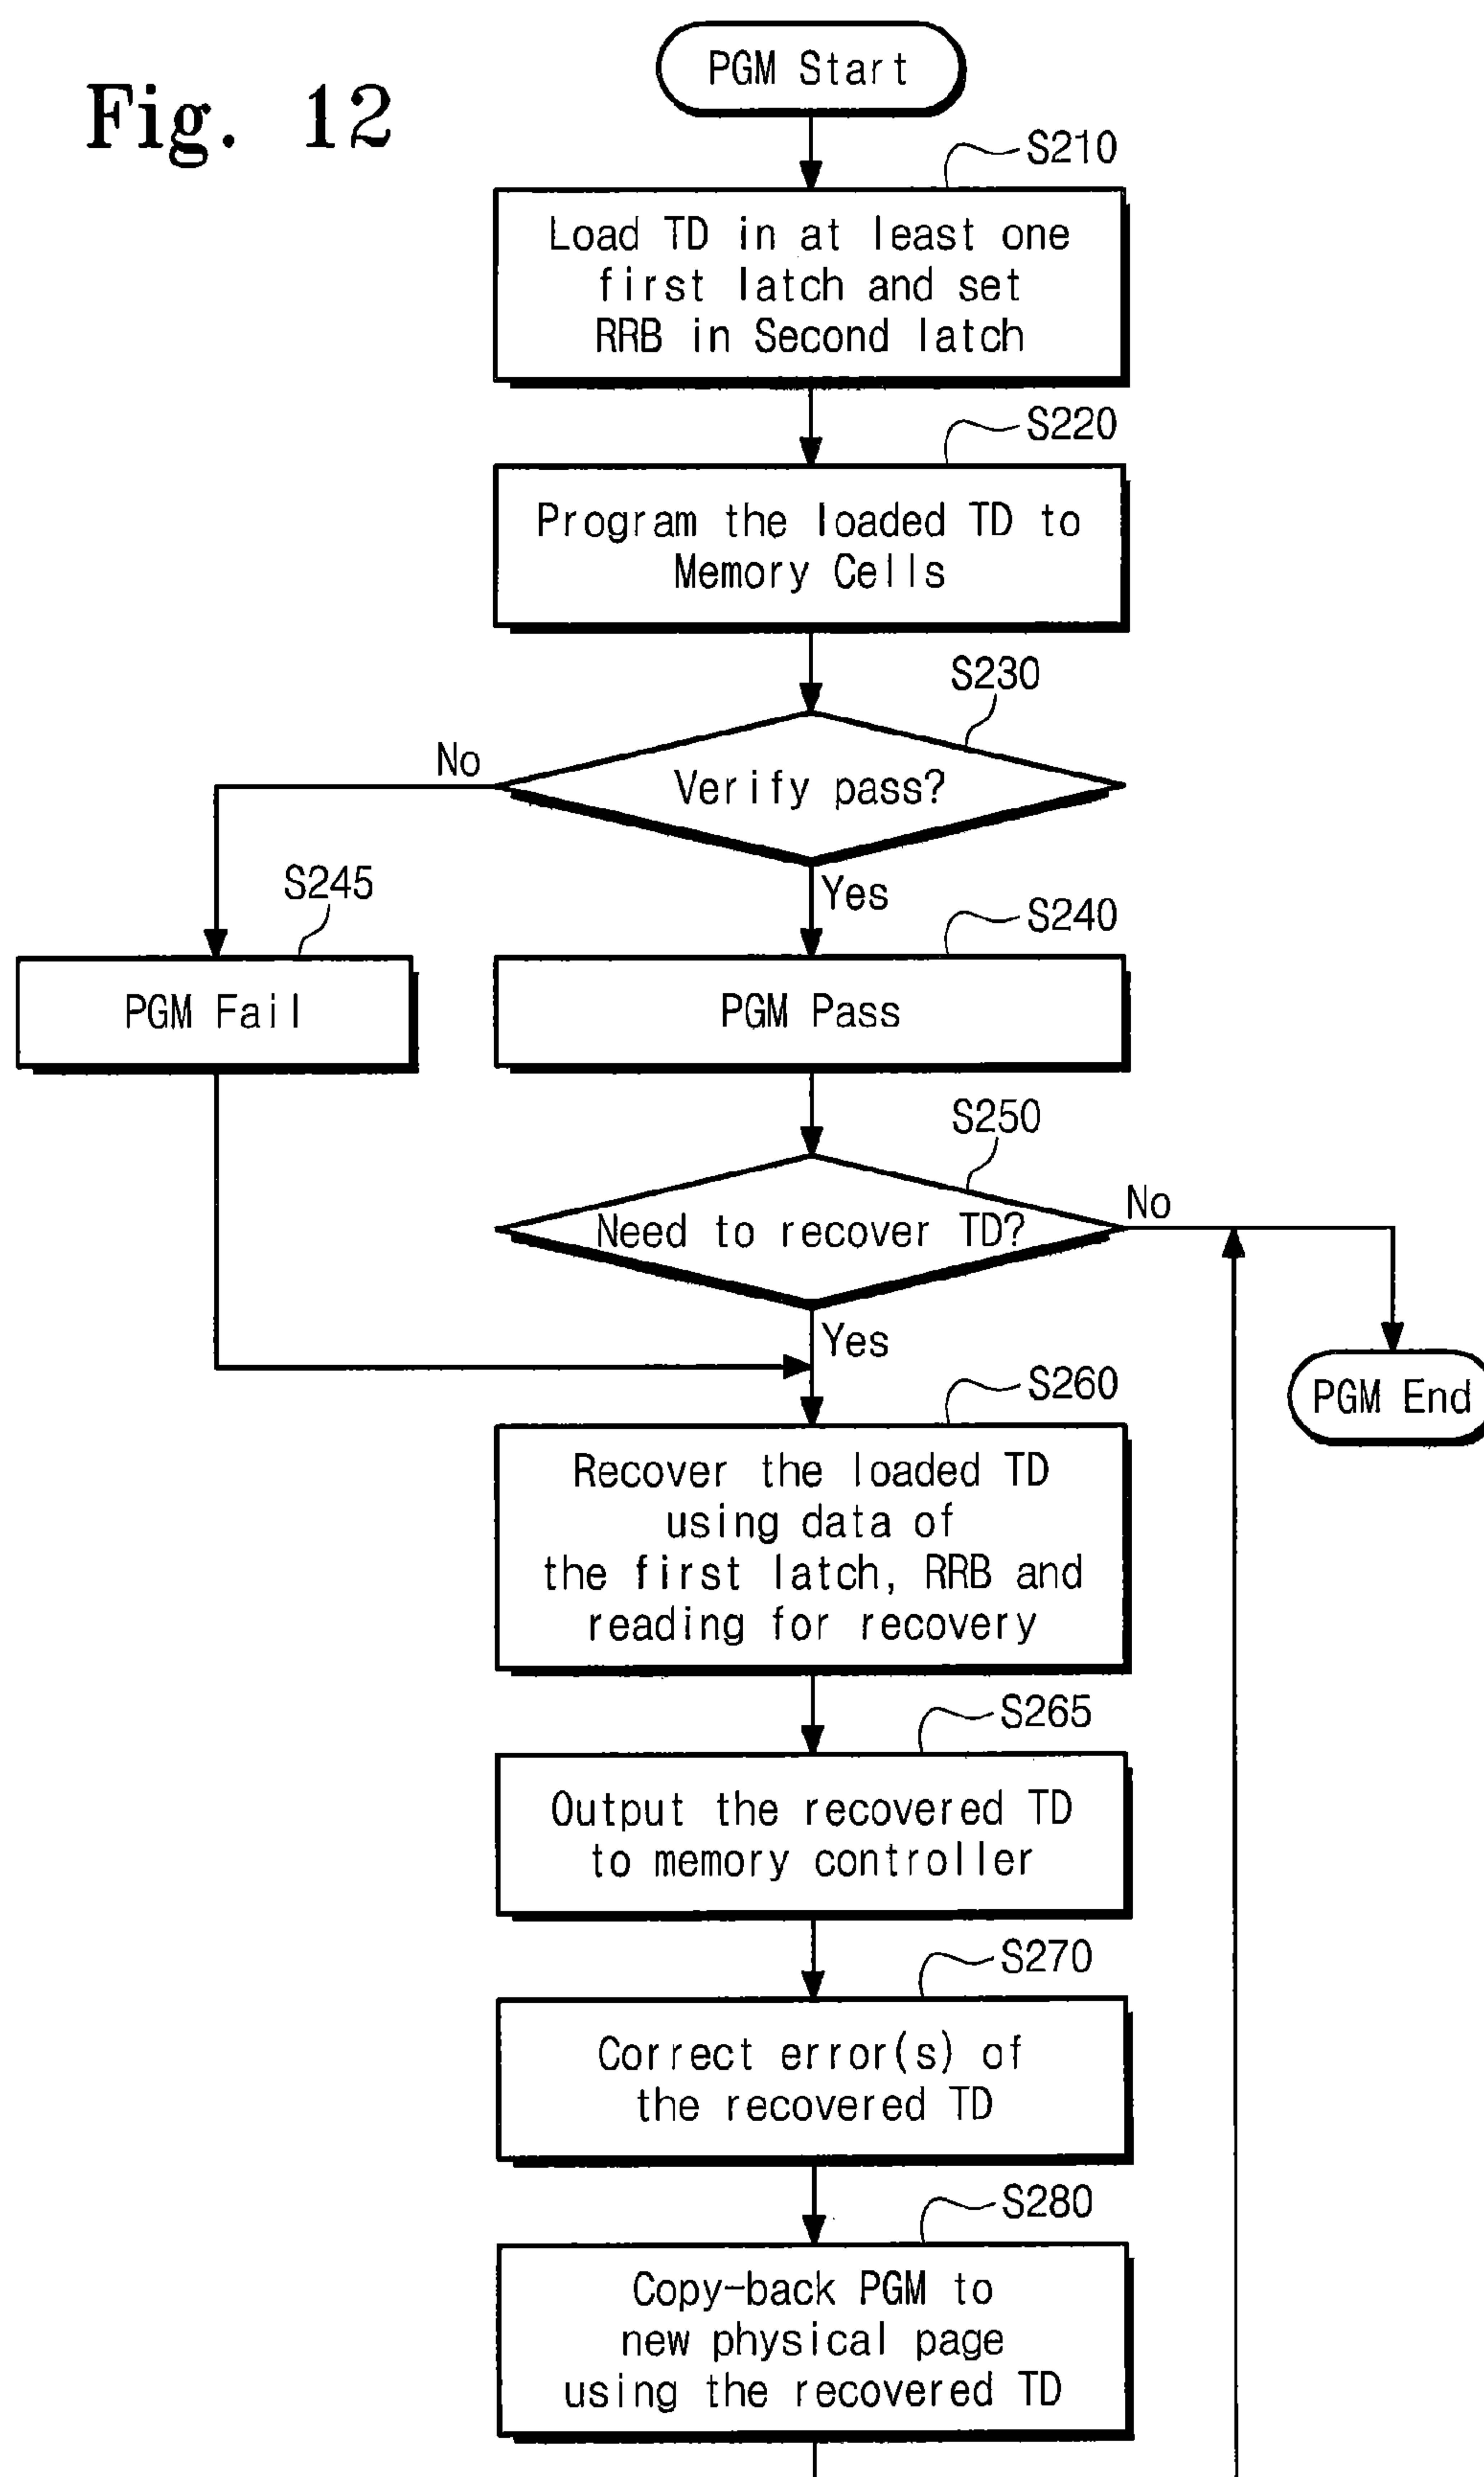 Fig. 12
PGM Start
S210
Load TD in at least one
first latch and set
RRB in Second latch
S220
Program the loaded TD to
Memory Cells
S230
No
Verify pass?
Yes
S245
S240
PGM Fail
PGM Pass
S250
No
Need to recover TD?
Yes
S260
PGM End
Recover the loaded TD
using data of
the first latch, RRB and
reading for recovery
S265
Output the recovered TD
to memory controller
S270
Correct error(s) of
the recovered TD
S280
Copy-back PGM to
new physical page
using the recovered TD